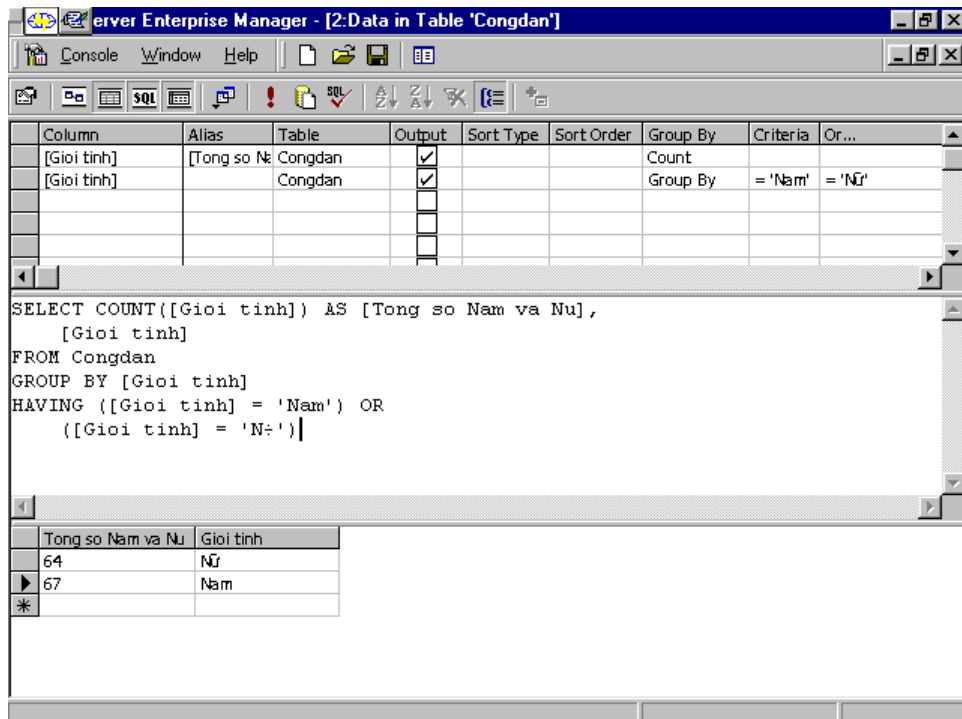 erver Enterprise Manager - [2:Data in Table 'Congdan']
Console Window Help
SQL SQL A Z Z A
Column Alias Table Output Sort Type Sort Order Group By Criteria Or...
[Gioi tinh] [Tong so Na Congdan Count
[Gioi tinh] Congdan Group By = 'Nam' = 'Nữ'
SELECT COUNT([Gioi tinh]) AS [Tong so Nam va Nu],
[Gioi tinh]
FROM Congdan
GROUP BY [Gioi tinh]
HAVING ([Gioi tinh] = 'Nam') OR
([Gioi tinh] = 'N÷')
Tong so Nam va Nu Gioi tinh
64 Nữ
67 Nam